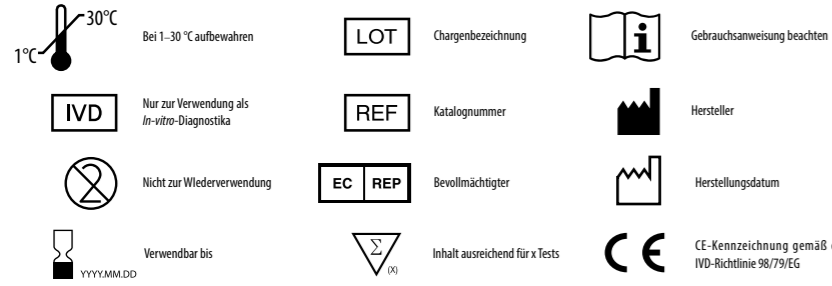 30°C
1°C
Bei 1–30 °C aufbewahren
LOT
Chargenbezeichnung
i
Gebrauchsanweisung beachten
IVD
Nur zur Verwendung als
In-vitro-Diagnostika
REF
Katalognummer
Hersteller
2
Nicht zur WIederverwendung
EC REP
Bevollmächtigter
Herstellungsdatum
YYYY.MM.DD
Verwendbar bis
Σ
(X)
Inhalt ausreichend für x Tests
CE
CE-Kennzeichnung gemäß
IVD-Richtlinie 98/79/EG